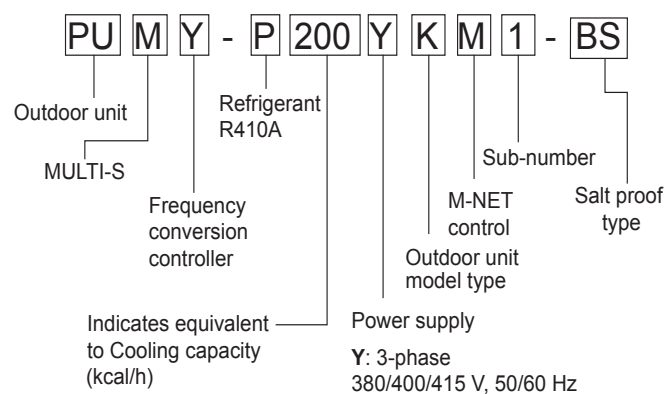 PU M Y - P 200 Y K M 1 - BS
Outdoor unit
MULTI-S
Frequency
conversion
controller
Refrigerant
R410A
Indicates equivalent
to Cooling capacity
(kcal/h)
Power supply
Y: 3-phase
380/400/415 V, 50/60 Hz
Outdoor unit
model type
M-NET
control
Sub-number
Salt proof
type